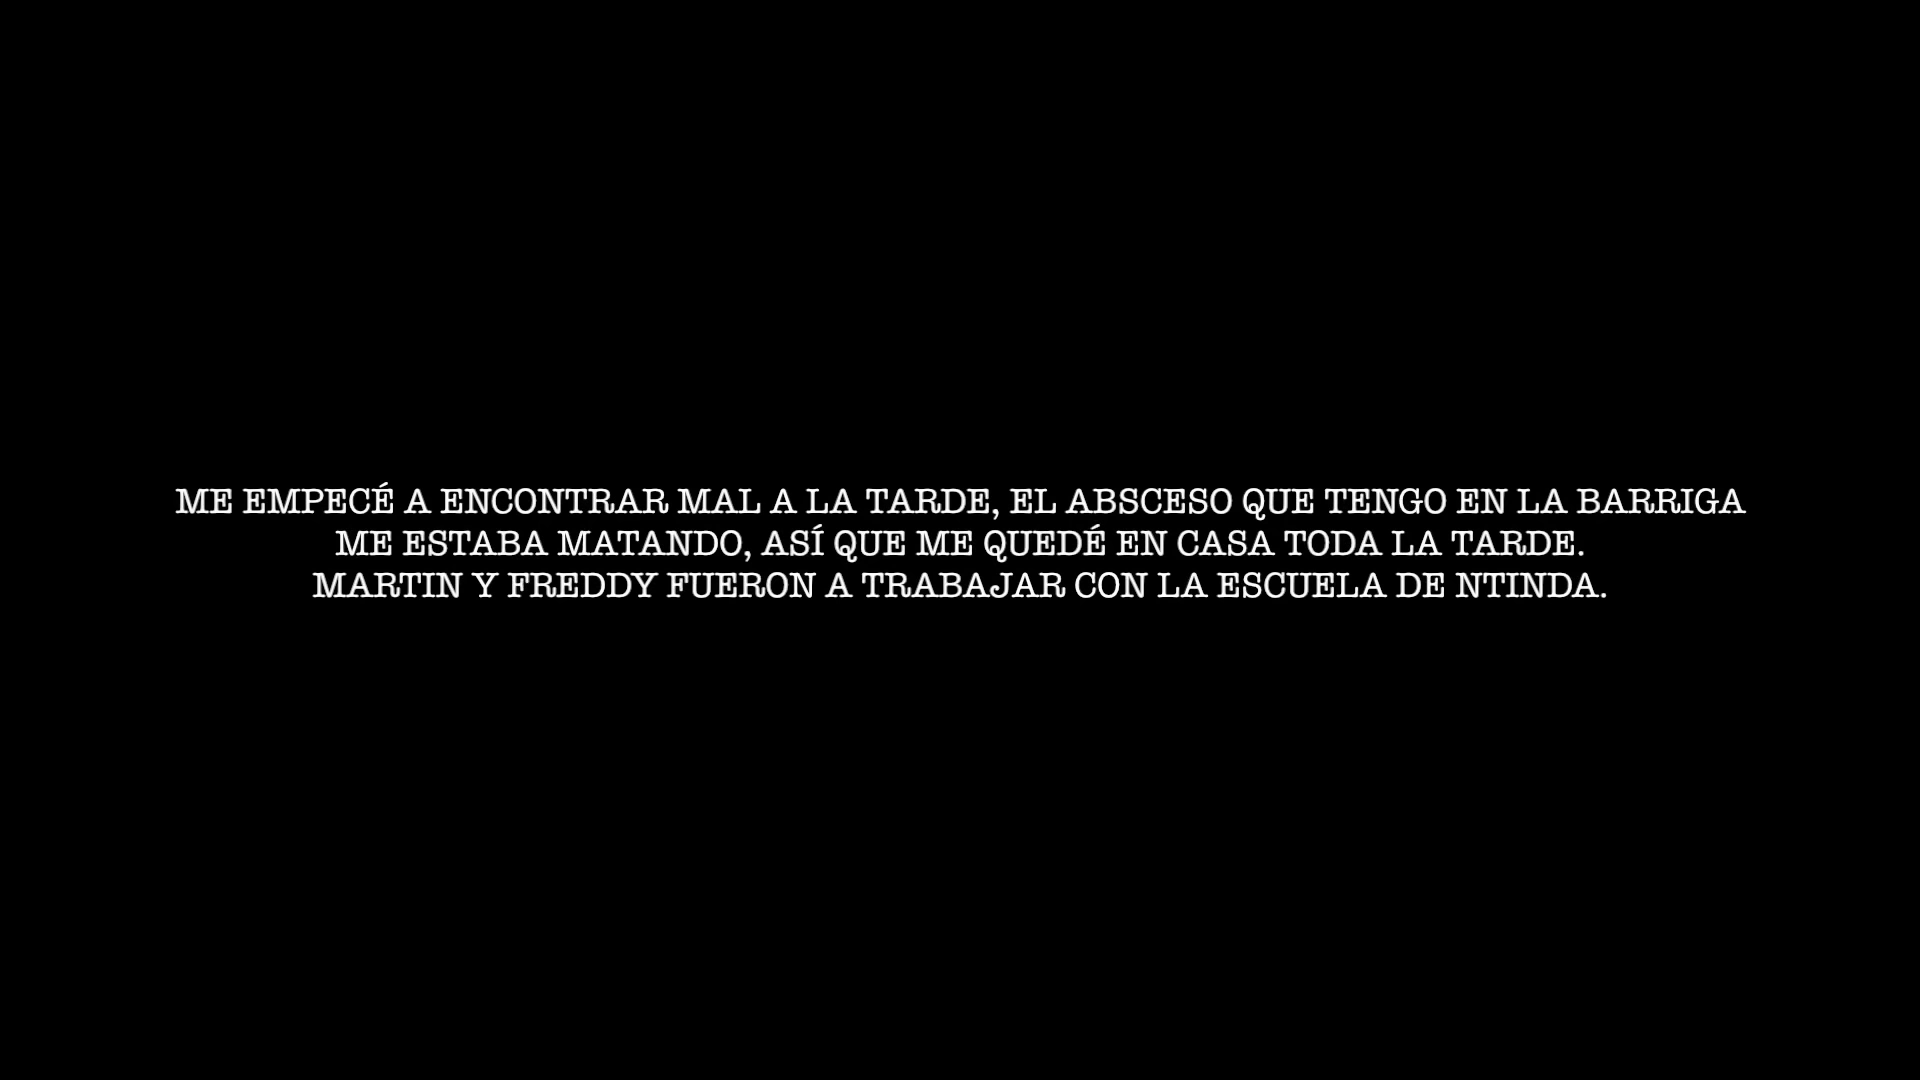 ME EMPECÉ A ENCONTRAR MAL A LA TARDE, EL ABSCESO QUE TENGO EN LA BARRIGA
ME ESTABA MATANDO, ASÍ QUE ME QUEDÉ EN CASA TODA LA TARDE.
MARTIN Y FREDDY FUERON A TRABAJAR CON LA ESCUELA DE NTINDA.